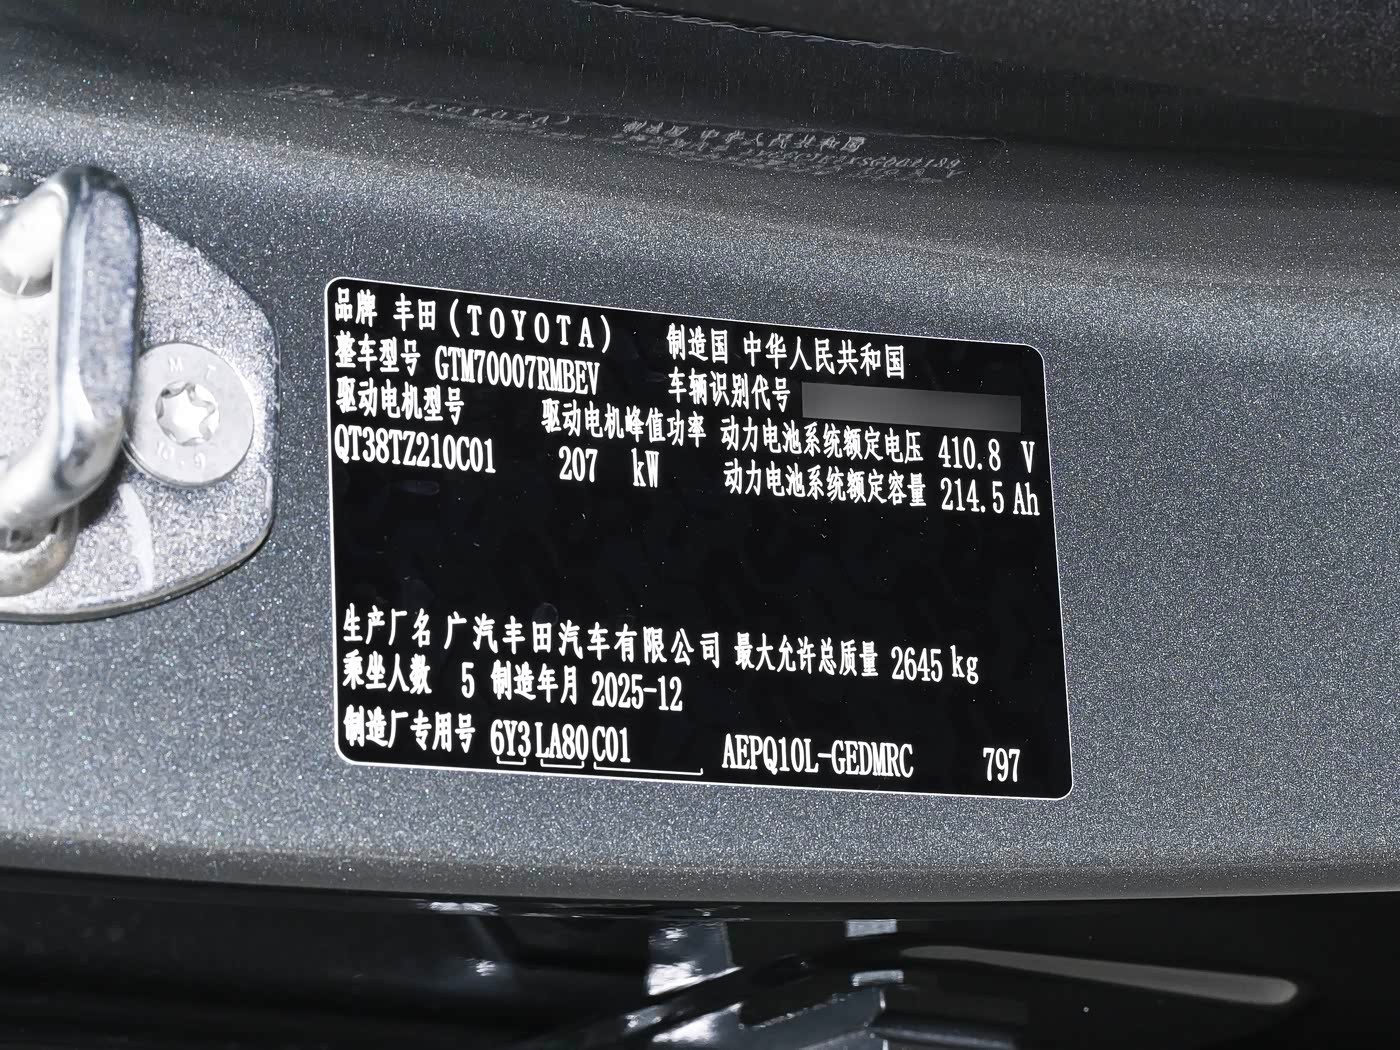 品牌 丰田(TOYOTA) 制造国 中华人民共和国
整车型号 GTM70007RMBEV 车辆识别代号
驱动电机型号 驱动电机峰值功率 动力电池系统额定电压 410.8 V
QT38TZ210C01 207 kW 动力电池系统额定容量 214.5 Ah
生产厂名 广汽丰田汽车有限公司 最大允许总质量 2645 kg
乘坐人数 5 制造年月 2025-12
制造厂专用号 6Y3 LA80 C01 AEPQ10L-GEDMRC 797